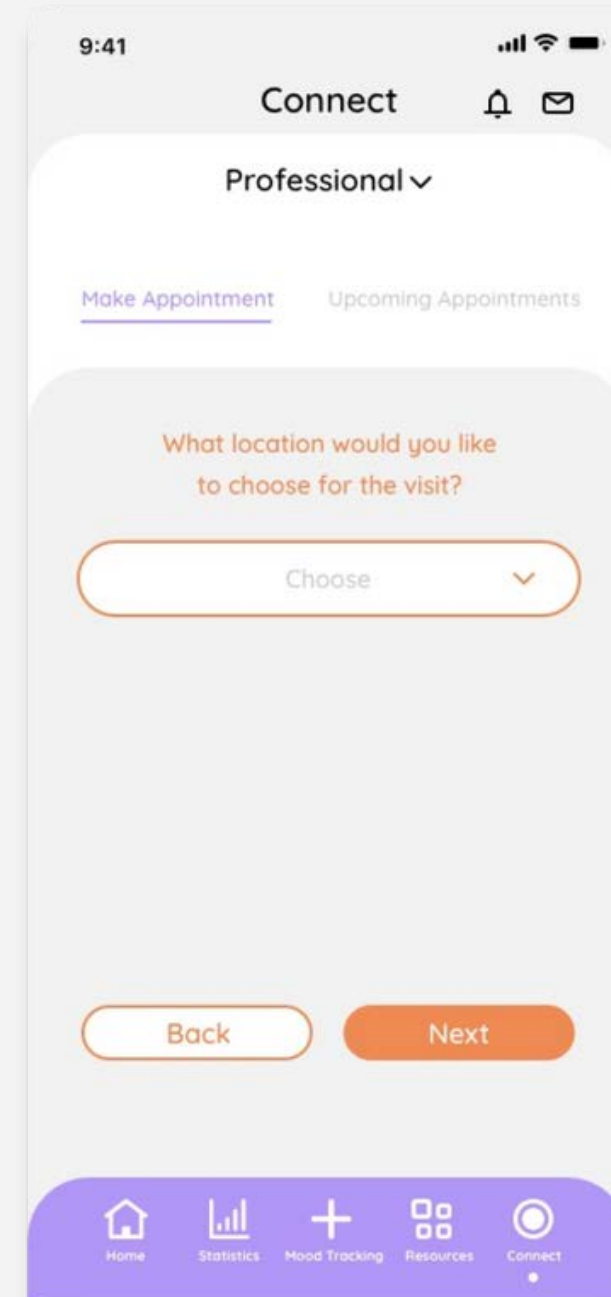 9:41
Connect
Professional
Make Appointment Upcoming Appointments
What location would you like
to choose for the visit?
Choose
Back Next
Home Statistics Mood Tracking Resources Connect